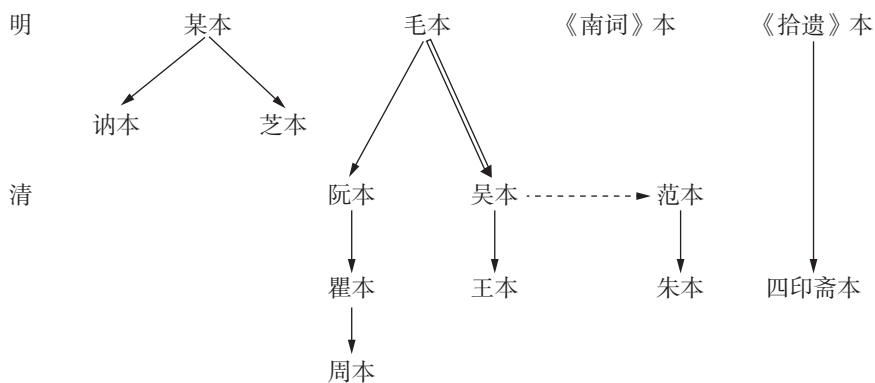 明 某本 毛本 《南词》本 《拾遗》本
讷本 芝本
清 阮本 吴本 范本
瞿本 王本 朱本 四印斋本
周本